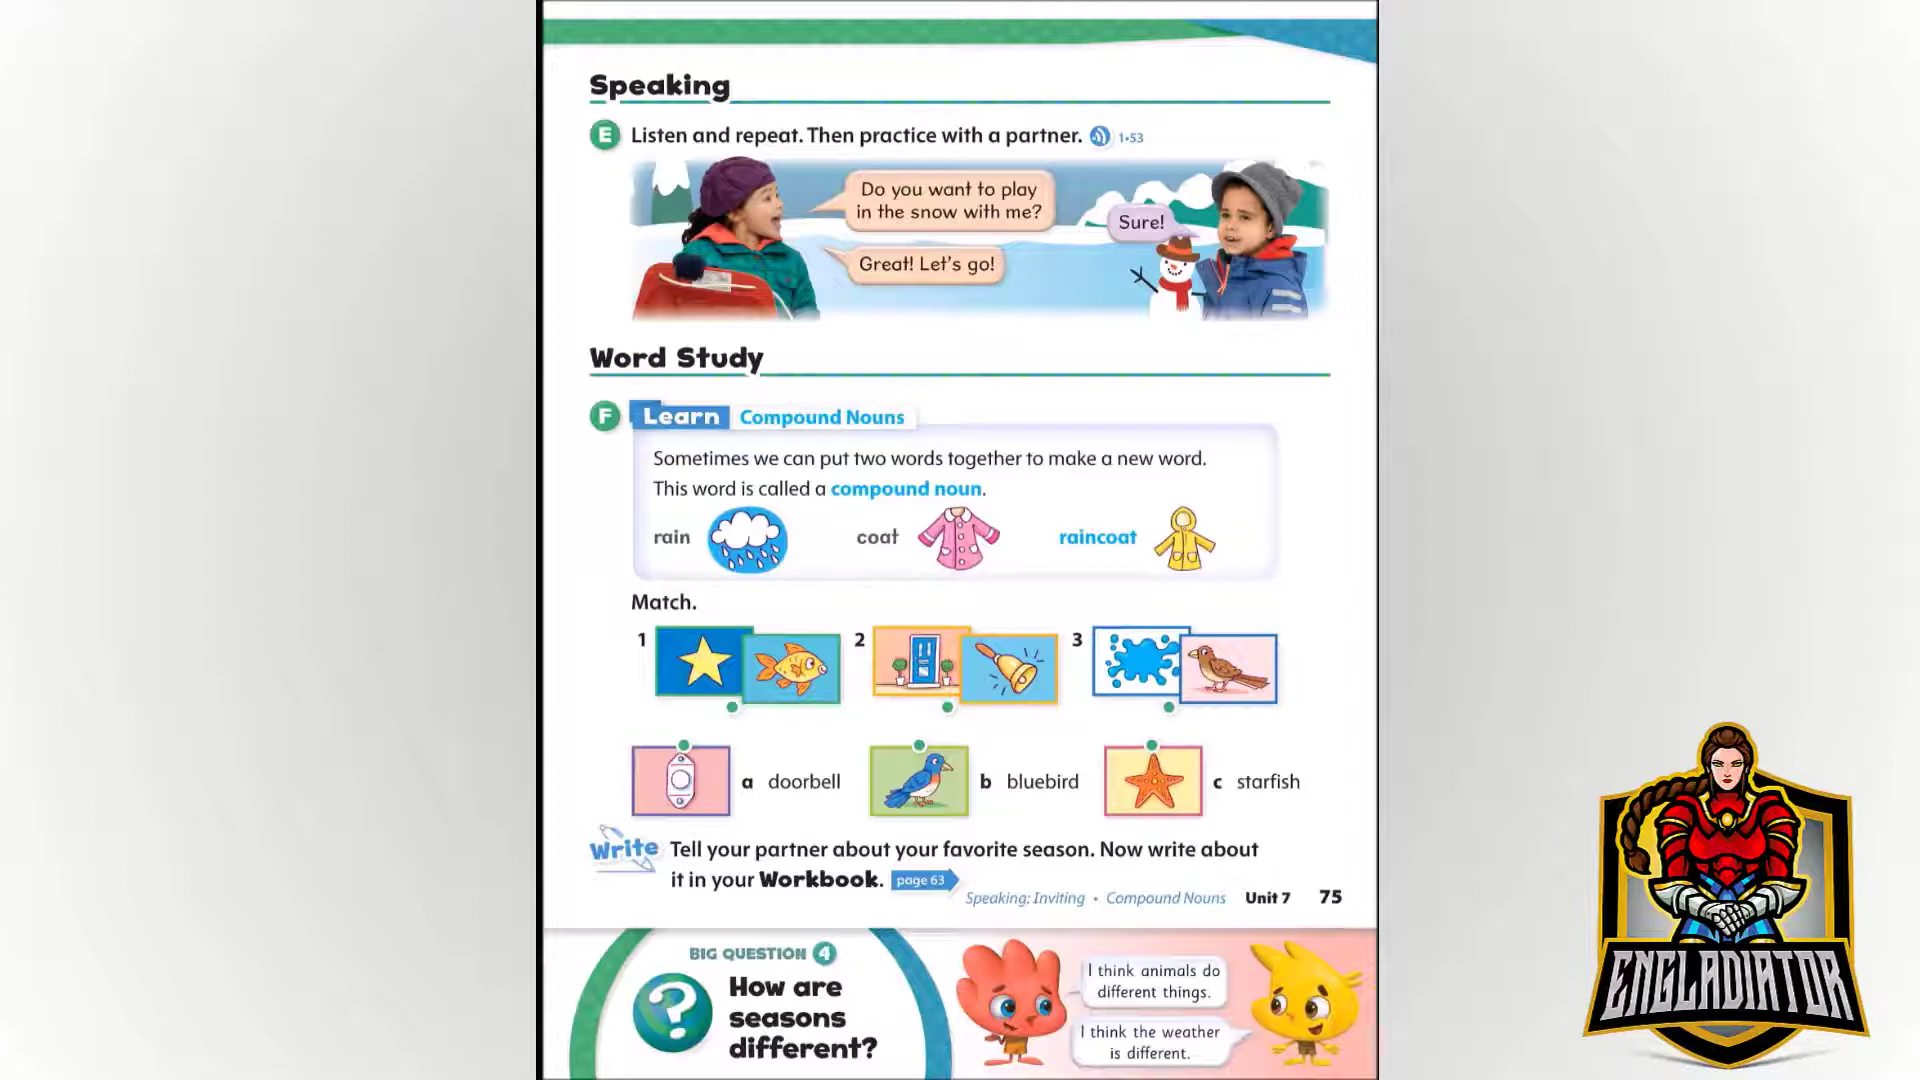 Speaking
E Listen and repeat. Then practice with a partner. 1•53
Do you want to play
in the snow with me?
Sure!
Great! Let's go!
Word Study
F Learn Compound Nouns
Sometimes we can put two words together to make a new word.
This word is called a compound noun.
rain coat raincoat
Match.
1 2 3
a doorbell b bluebird c starfish
Write Tell your partner about your favorite season. Now write about
it in your Workbook. page 63
Speaking: Inviting • Compound Nouns Unit 7 75
BIG QUESTION 4
?
How are
seasons
different?
I think animals do
different things.
I think the weather
is different.
ENGLADIATOR